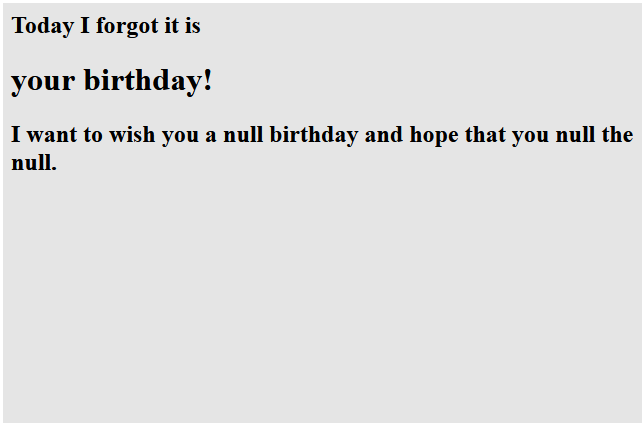 Today I forgot it is
your birthday!
I want to wish you a null birthday and hope that you null the
null.